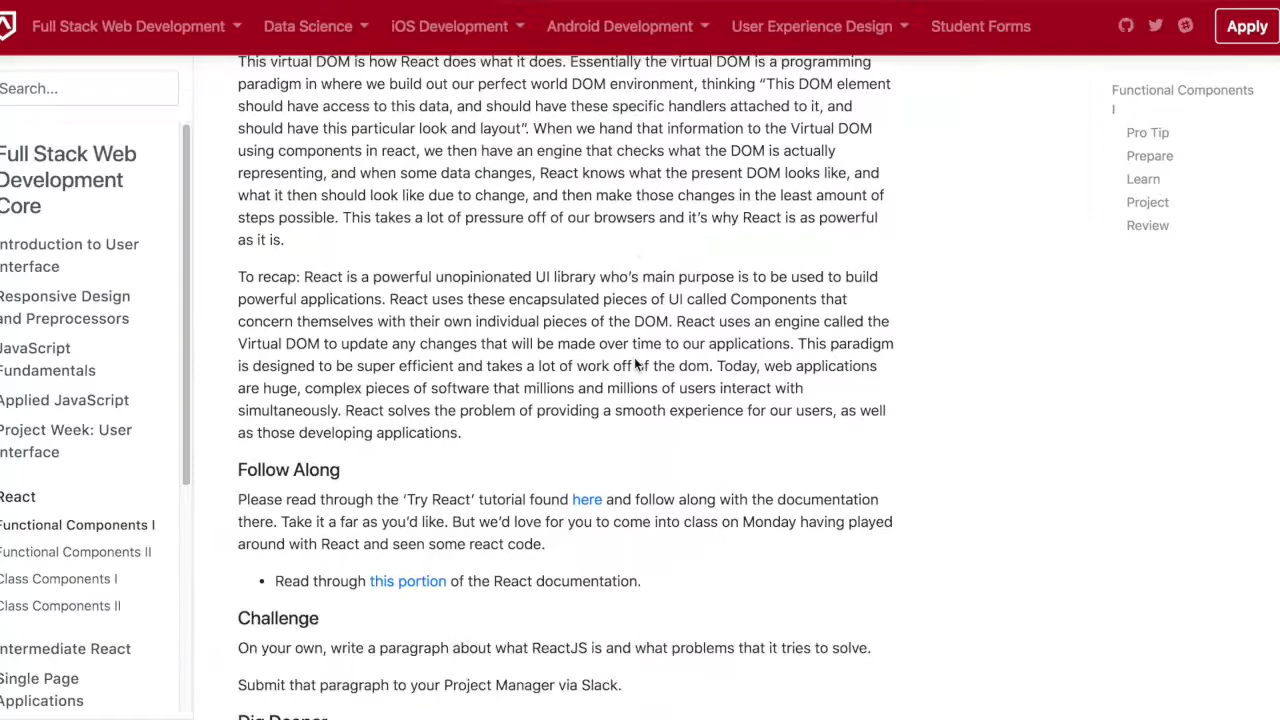 Full Stack Web Development
Data Science
iOS Development
Android Development
User Experience Design
Student Forms
Apply
Search...
Full Stack Web
Development
Core
ntroduction to User
nterface
Responsive Design
and Preprocessors
JavaScript
Fundamentals
Applied JavaScript
Project Week: User
nterface
React
Functional Components I
Functional Components II
Class Components I
Class Components II
ntermediate React
Single Page
Applications
This virtual DOM is how React does what it does. Essentially the virtual DOM is a programming
paradigm in where we build out our perfect world DOM environment, thinking “This DOM element
should have access to this data, and should have these specific handlers attached to it, and
should have this particular look and layout”. When we hand that information to the Virtual DOM
using components in react, we then have an engine that checks what the DOM is actually
representing, and when some data changes, React knows what the present DOM looks like, and
what it then should look like due to change, and then make those changes in the least amount of
steps possible. This takes a lot of pressure off of our browsers and it’s why React is as powerful
as it is.
To recap: React is a powerful unopinionated UI library who’s main purpose is to be used to build
powerful applications. React uses these encapsulated pieces of UI called Components that
concern themselves with their own individual pieces of the DOM. React uses an engine called the
Virtual DOM to update any changes that will be made over time to our applications. This paradigm
is designed to be super efficient and takes a lot of work off of the dom. Today, web applications
are huge, complex pieces of software that millions and millions of users interact with
simultaneously. React solves the problem of providing a smooth experience for our users, as well
as those developing applications.
Follow Along
Please read through the ‘Try React’ tutorial found here and follow along with the documentation
there. Take it a far as you’d like. But we’d love for you to come into class on Monday having played
around with React and seen some react code.
• Read through this portion of the React documentation.
Challenge
On your own, write a paragraph about what ReactJS is and what problems that it tries to solve.
Submit that paragraph to your Project Manager via Slack.
Dig Deeper
Functional Components
I
Pro Tip
Prepare
Learn
Project
Review